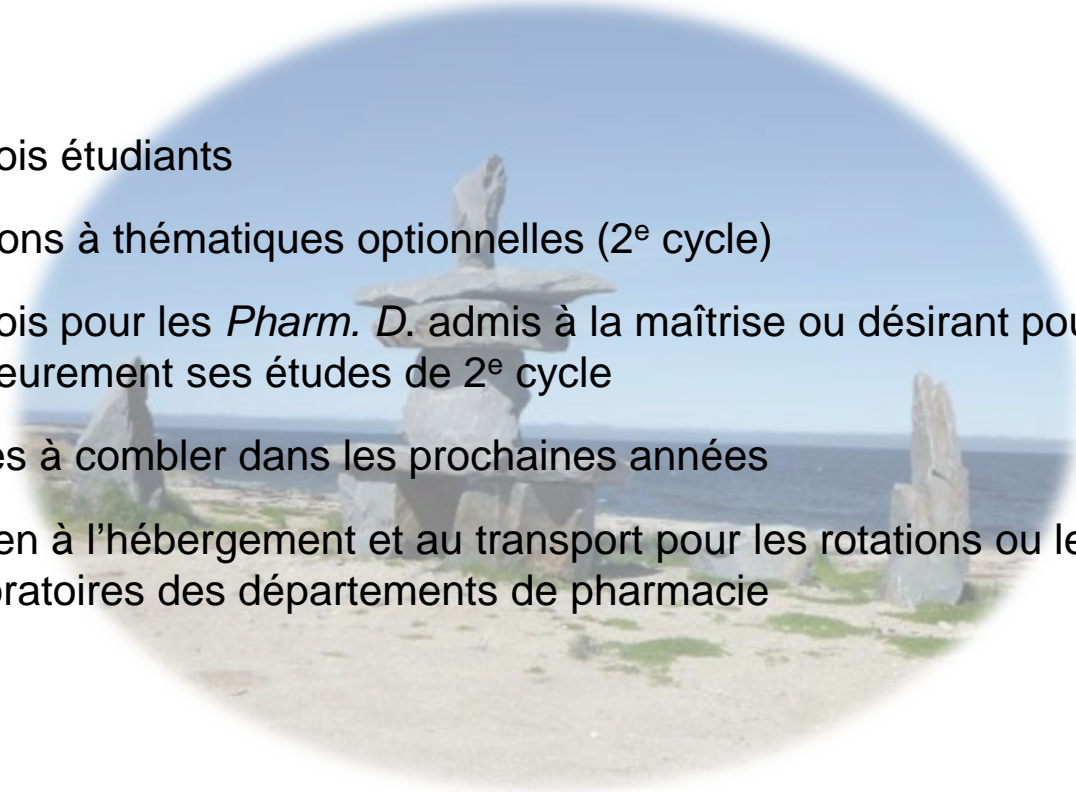 ois étudiants
ons à thématiques optionnelles (2e cycle)
ois pour les Pharm. D. admis à la maîtrise ou désirant pou
eurement ses études de 2e cycle
es à combler dans les prochaines années
en à l'hébergement et au transport pour les rotations ou le
oratoires des départements de pharmacie